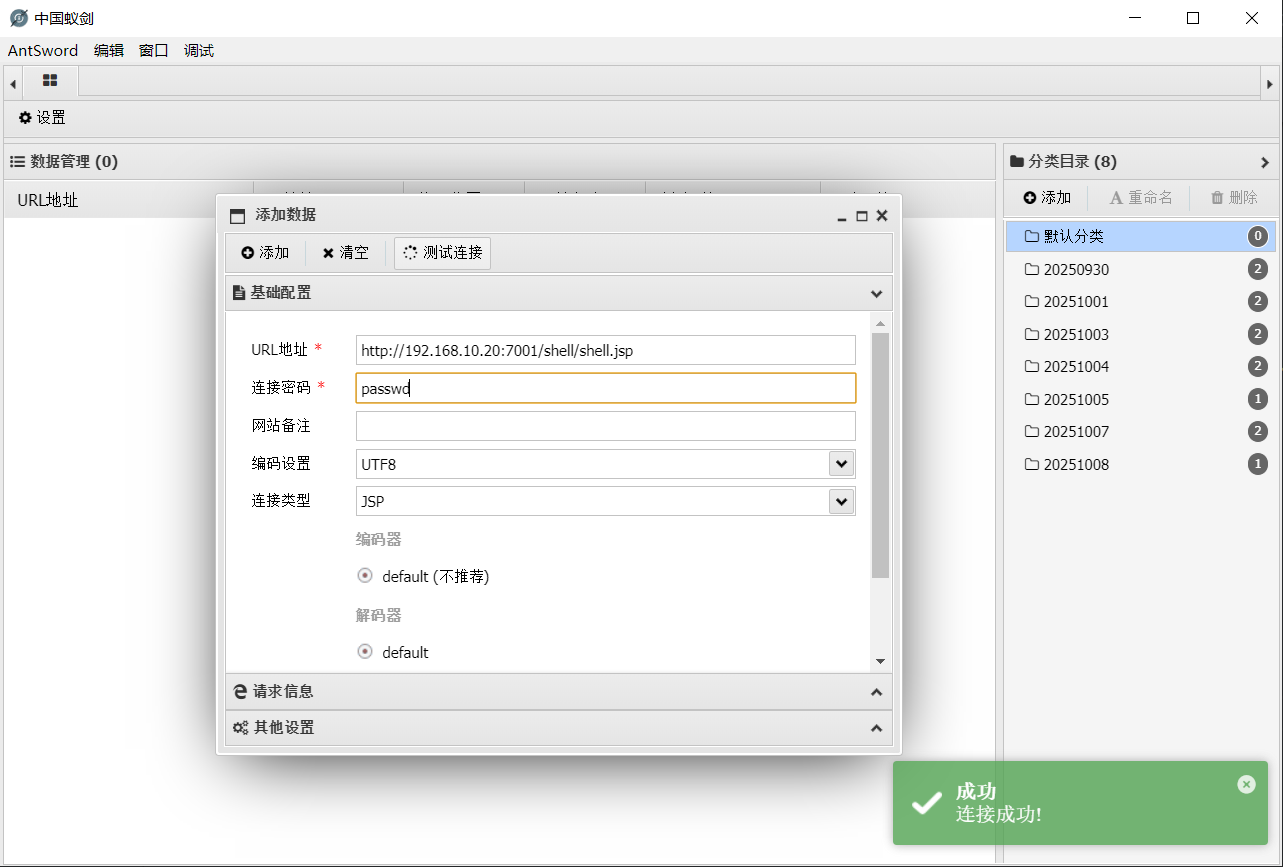 中国蚁剑
AntSword 编辑 窗口 调试
设置
数据管理 (0)
URL地址
添加数据
添加 清空 测试连接
基础配置
URL地址 *
http://192.168.10.20:7001/shell/shell.jsp
连接密码 *
passwd
网站备注
编码设置
UTF8
连接类型
JSP
编码器
default (不推荐)
解码器
default
请求信息
其他设置
分类目录 (8)
添加 重命名 删除
默认分类 0
20250930 2
20251001 2
20251003 2
20251004 2
20251005 1
20251007 2
20251008 1
成功
连接成功!